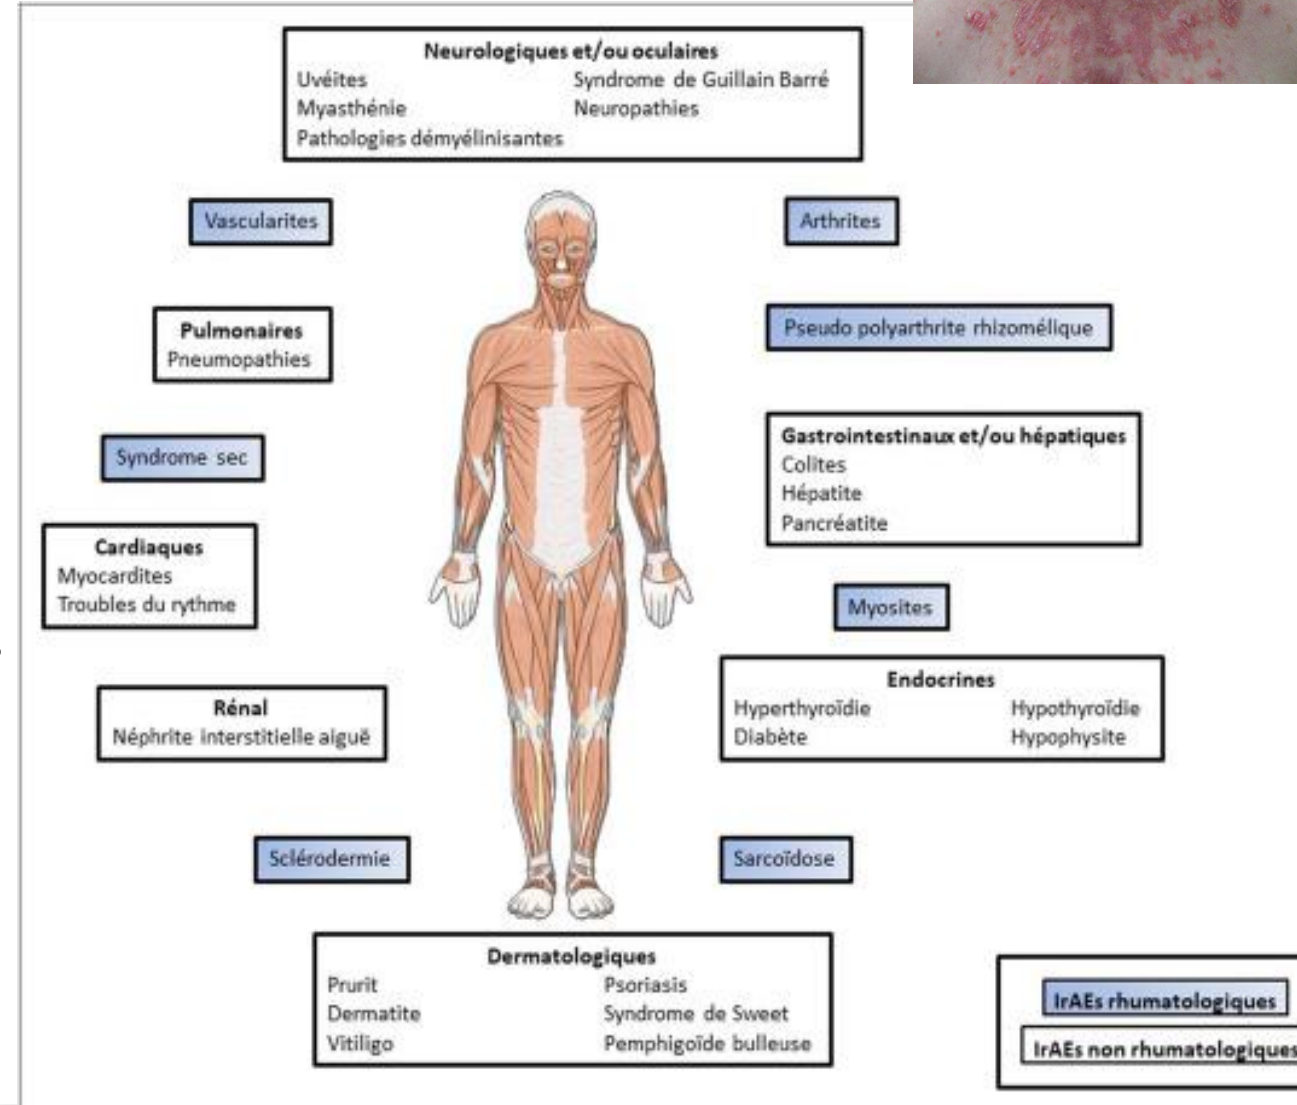 Neurologiques et/ou oculaires
Uvéites Syndrome de Guillain Barré
Myasthénie Neuropathies
Pathologies démyélinisantes
Vascularites
Arthrites
Pulmonaires
Pneumopathies
Pseudo polyarthrite rhizomélique
Syndrome sec
Gastrointestinaux et/ou hépatiques
Colites
Hépatite
Pancréatite
Cardiaques
Myocardites
Troubles du rythme
Myosites
Rénal
Néphrite interstitielle aiguë
Endocrines
Hyperthyroïdie Hypothyroïdie
Diabète Hypophysite
Sclérodermie
Sarcoïdose
Dermatologiques
Prurit Psoriasis
Dermatite Syndrome de Sweet
Vitiligo Pemphigoïde bulleuse
IrAEs rhumatologiques
IrAEs non rhumatologiques